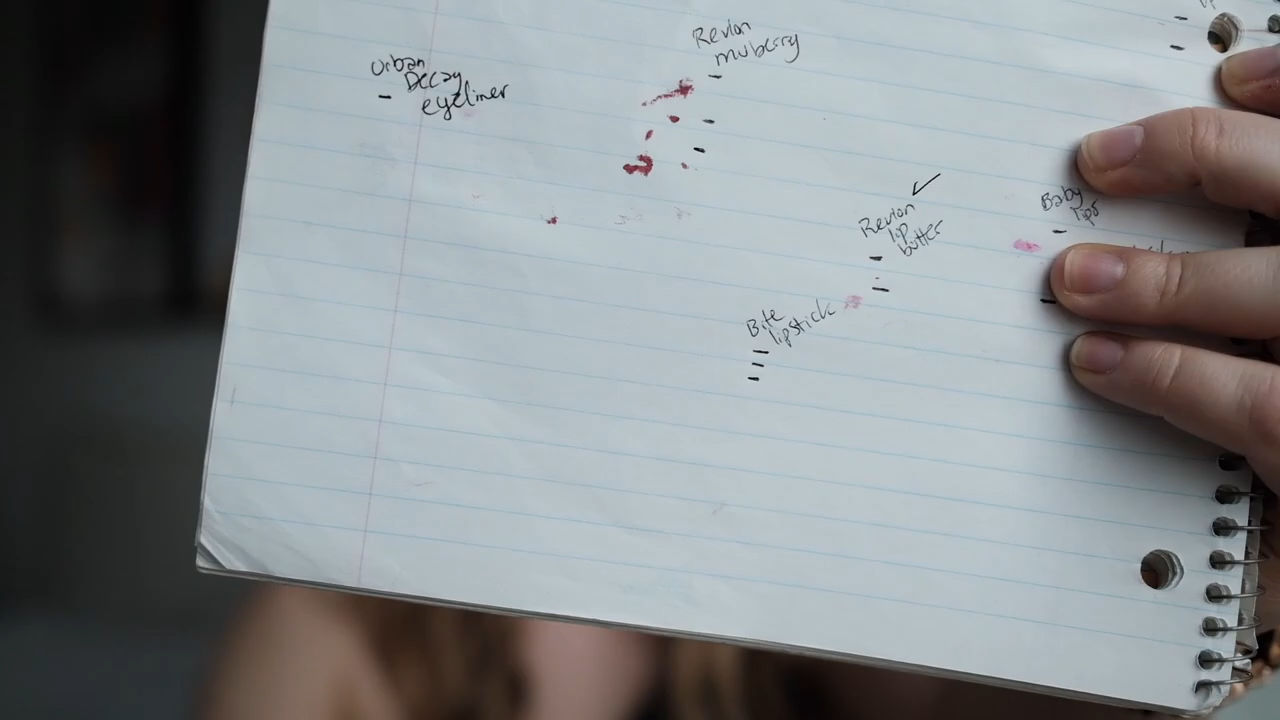 Urban
Decay
eyeliner
Revlon
mulberry
Revlon
lip
butter
Baby
lips
Bite
lipstick